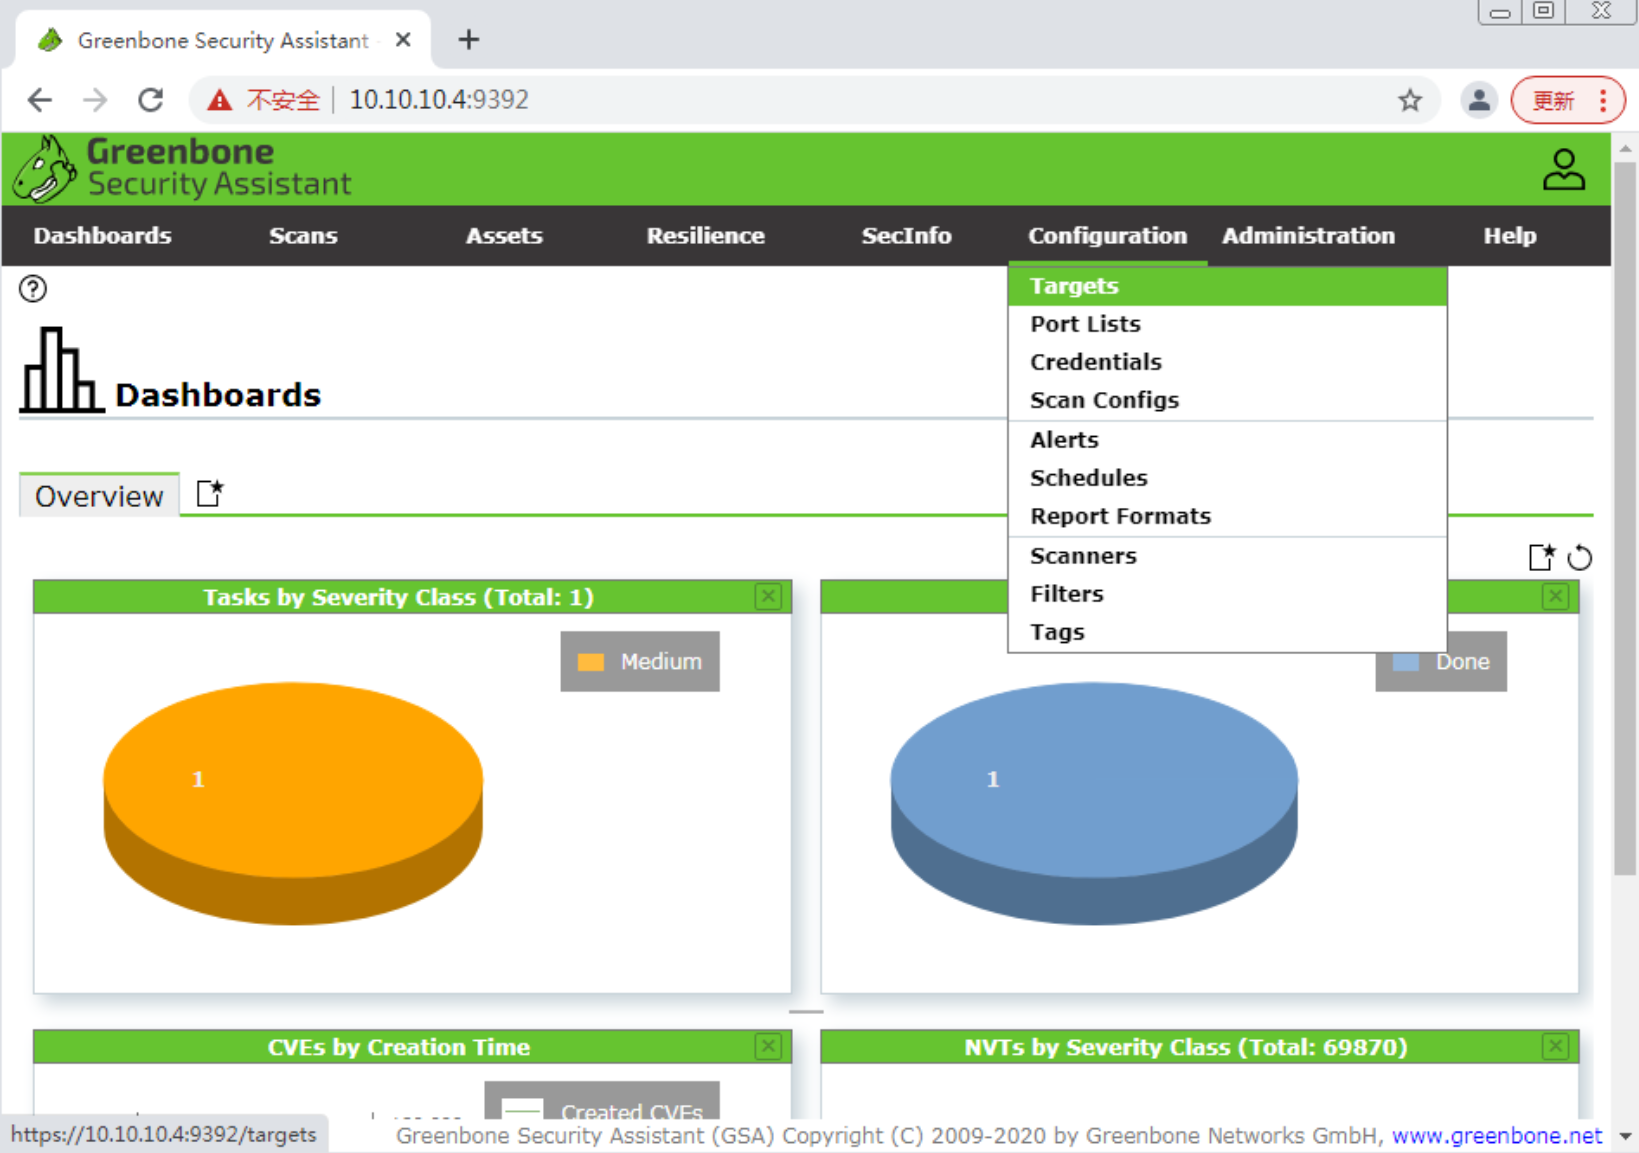 Greenbone Security Assistant
不安全 10.10.10.4:9392
更新
Greenbone
Security Assistant
Dashboards Scans Assets Resilience SecInfo Configuration Administration Help
Targets
Port Lists
Credentials
Scan Configs
Alerts
Schedules
Report Formats
Scanners
Filters
Tags
Dashboards
Overview
Tasks by Severity Class (Total: 1)
Medium
1
Done
1
CVEs by Creation Time
Created CVEs
NVTs by Severity Class (Total: 69870)
https://10.10.10.4:9392/targets
Greenbone Security Assistant (GSA) Copyright (C) 2009-2020 by Greenbone Networks GmbH, www.greenbone.net